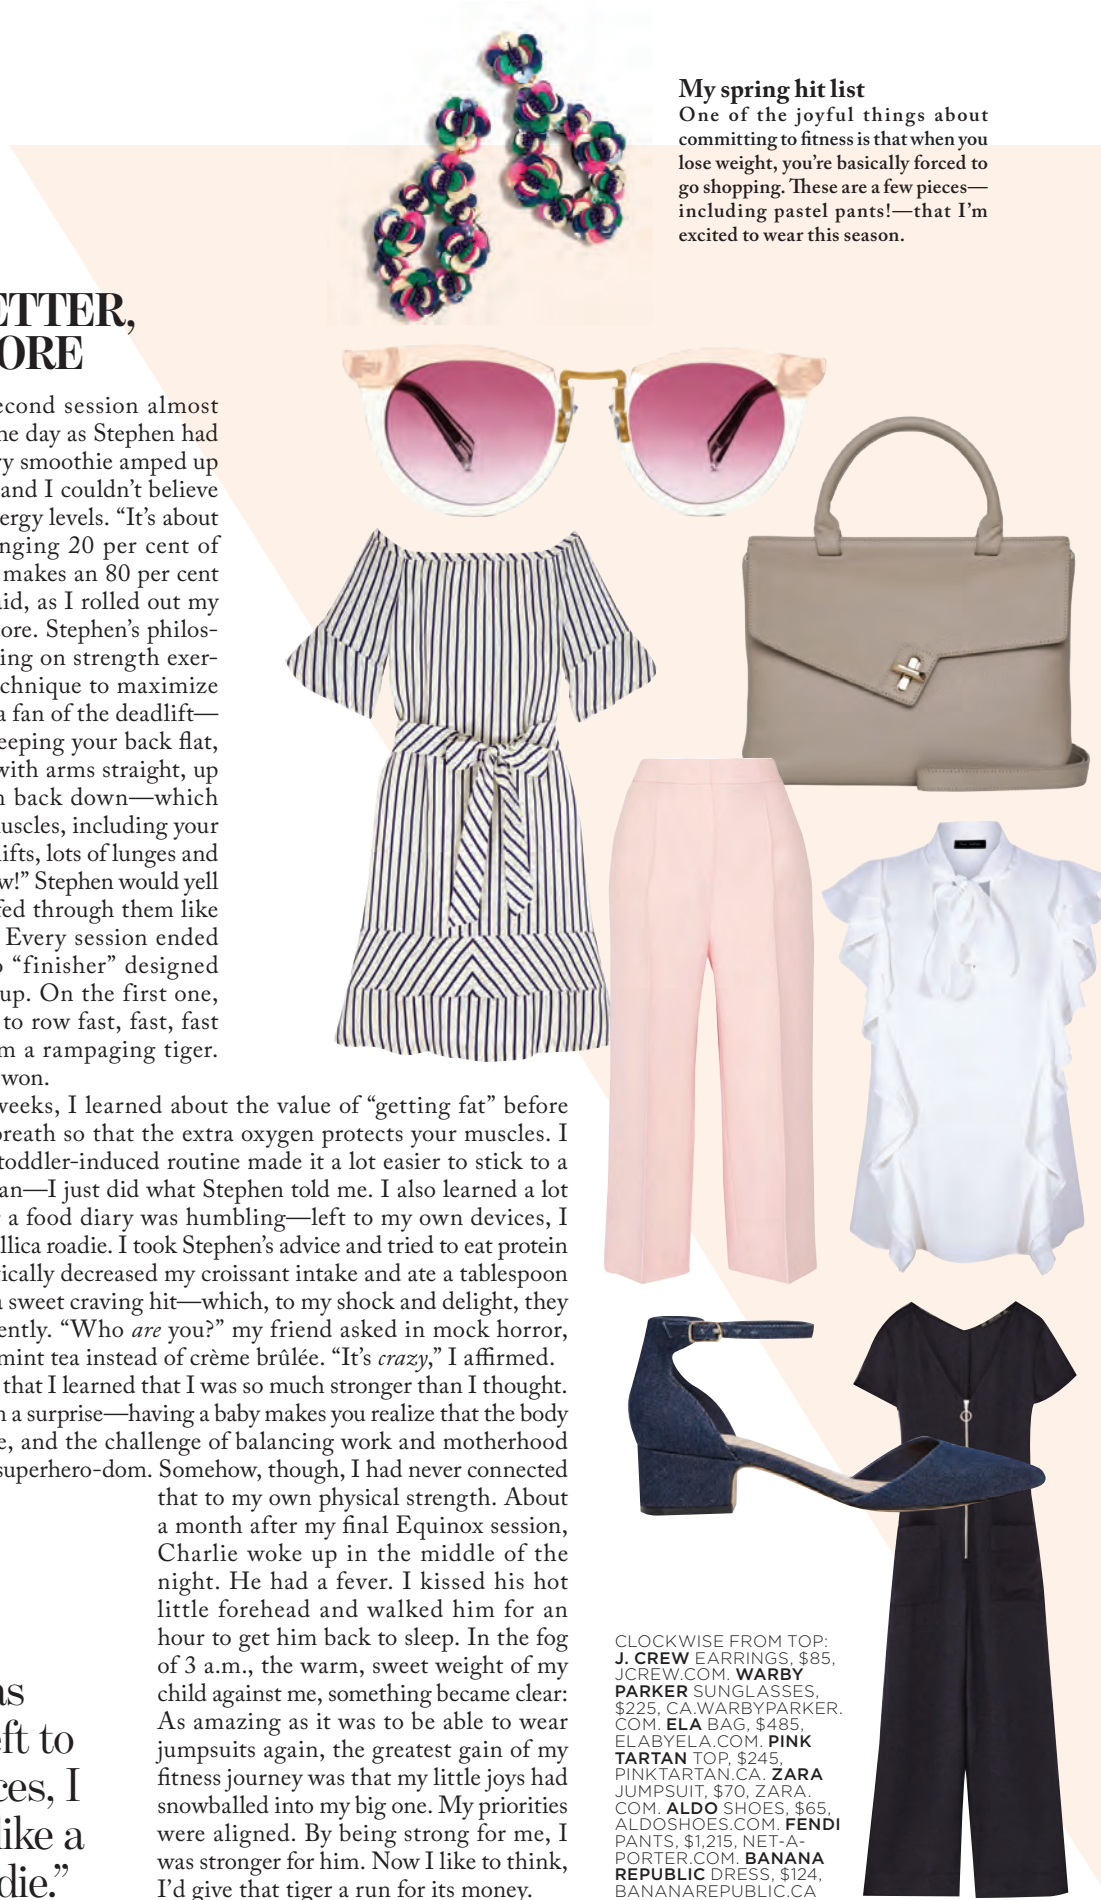 My spring hit list
One of the joyful things about
committing to fitness is that when you
lose weight, you’re basically forced to
go shopping. These are a few pieces—
including pastel pants!—that I’m
excited to wear this season.
ETTER,
ORE
econd session almost
ne day as Stephen had
ry smoothie amped up
and I couldn’t believe
ergy levels. “It’s about
nging 20 per cent of
makes an 80 per cent
aid, as I rolled out my
ore. Stephen’s philos-
ing on strength exer-
chnique to maximize
a fan of the deadlift—
eeping your back flat,
with arms straight, up
n back down—which
uscles, including your
lifts, lots of lunges and
w!” Stephen would yell
fed through them like
Every session ended
o “finisher” designed
up. On the first one,
to row fast, fast, fast
m a rampaging tiger.
won.
weeks, I learned about the value of “getting fat” before
breath so that the extra oxygen protects your muscles. I
toddler-induced routine made it a lot easier to stick to a
an—I just did what Stephen told me. I also learned a lot
r a food diary was humbling—left to my own devices, I
llica roadie. I took Stephen’s advice and tried to eat protein
ically decreased my croissant intake and ate a tablespoon
a sweet craving hit—which, to my shock and delight, they
ently. “Who are you?” my friend asked in mock horror,
mint tea instead of crème brûlée. “It’s crazy,” I affirmed.
that I learned that I was so much stronger than I thought.
n a surprise—having a baby makes you realize that the body
e, and the challenge of balancing work and motherhood
superhero-dom. Somehow, though, I had never connected
that to my own physical strength. About
a month after my final Equinox session,
Charlie woke up in the middle of the
night. He had a fever. I kissed his hot
little forehead and walked him for an
hour to get him back to sleep. In the fog
of 3 a.m., the warm, sweet weight of my
child against me, something became clear:
As amazing as it was to be able to wear
jumpsuits again, the greatest gain of my
fitness journey was that my little joys had
snowballed into my big one. My priorities
were aligned. By being strong for me, I
was stronger for him. Now I like to think,
I’d give that tiger a run for its money.
as
eft to
ces, I
like a
die.”
CLOCKWISE FROM TOP:
J. CREW EARRINGS, $85,
JCREW.COM. WARBY
PARKER SUNGLASSES,
$225, CA.WARBYPARKER.
COM. ELA BAG, $485,
ELABYELA.COM. PINK
TARTAN TOP, $245,
PINKTARTAN.CA. ZARA
JUMPSUIT, $70, ZARA.
COM. ALDO SHOES, $65,
ALDOSHOES.COM. FENDI
PANTS, $1,215, NET-A-
PORTER.COM. BANANA
REPUBLIC DRESS, $124,
BANANAREPUBLIC.CA